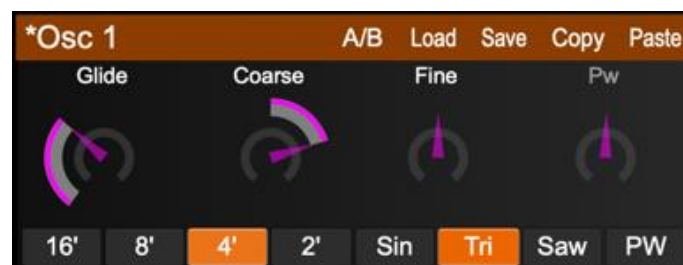 *Osc 1 A/B Load Save Copy Paste
Glide Coarse Fine Pw
16' 8' 4' 2' Sin Tri Saw PW